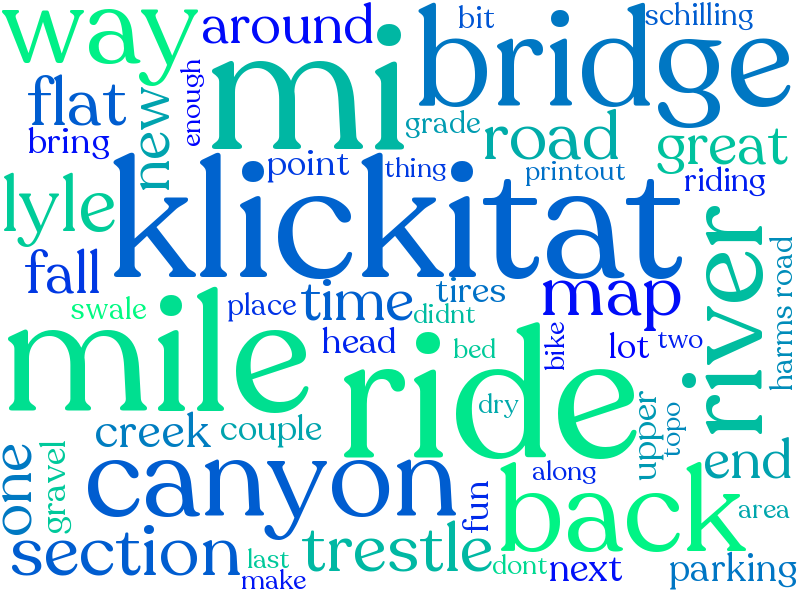 way
around
mi
bit
bridge
schilling
flat
new
enough
grade
road
great
bring
point
thing
printout
riding
lyle
klickitat
river
fall
swale
place
time
tires
didnt
map
harms road
mile
head
bed
bike
lot
two
ride
dry
creek
couple
upper
topo
one
gravel
canyon
fun
along
back
end
area
section
last
make
trestle
dont
next
parking